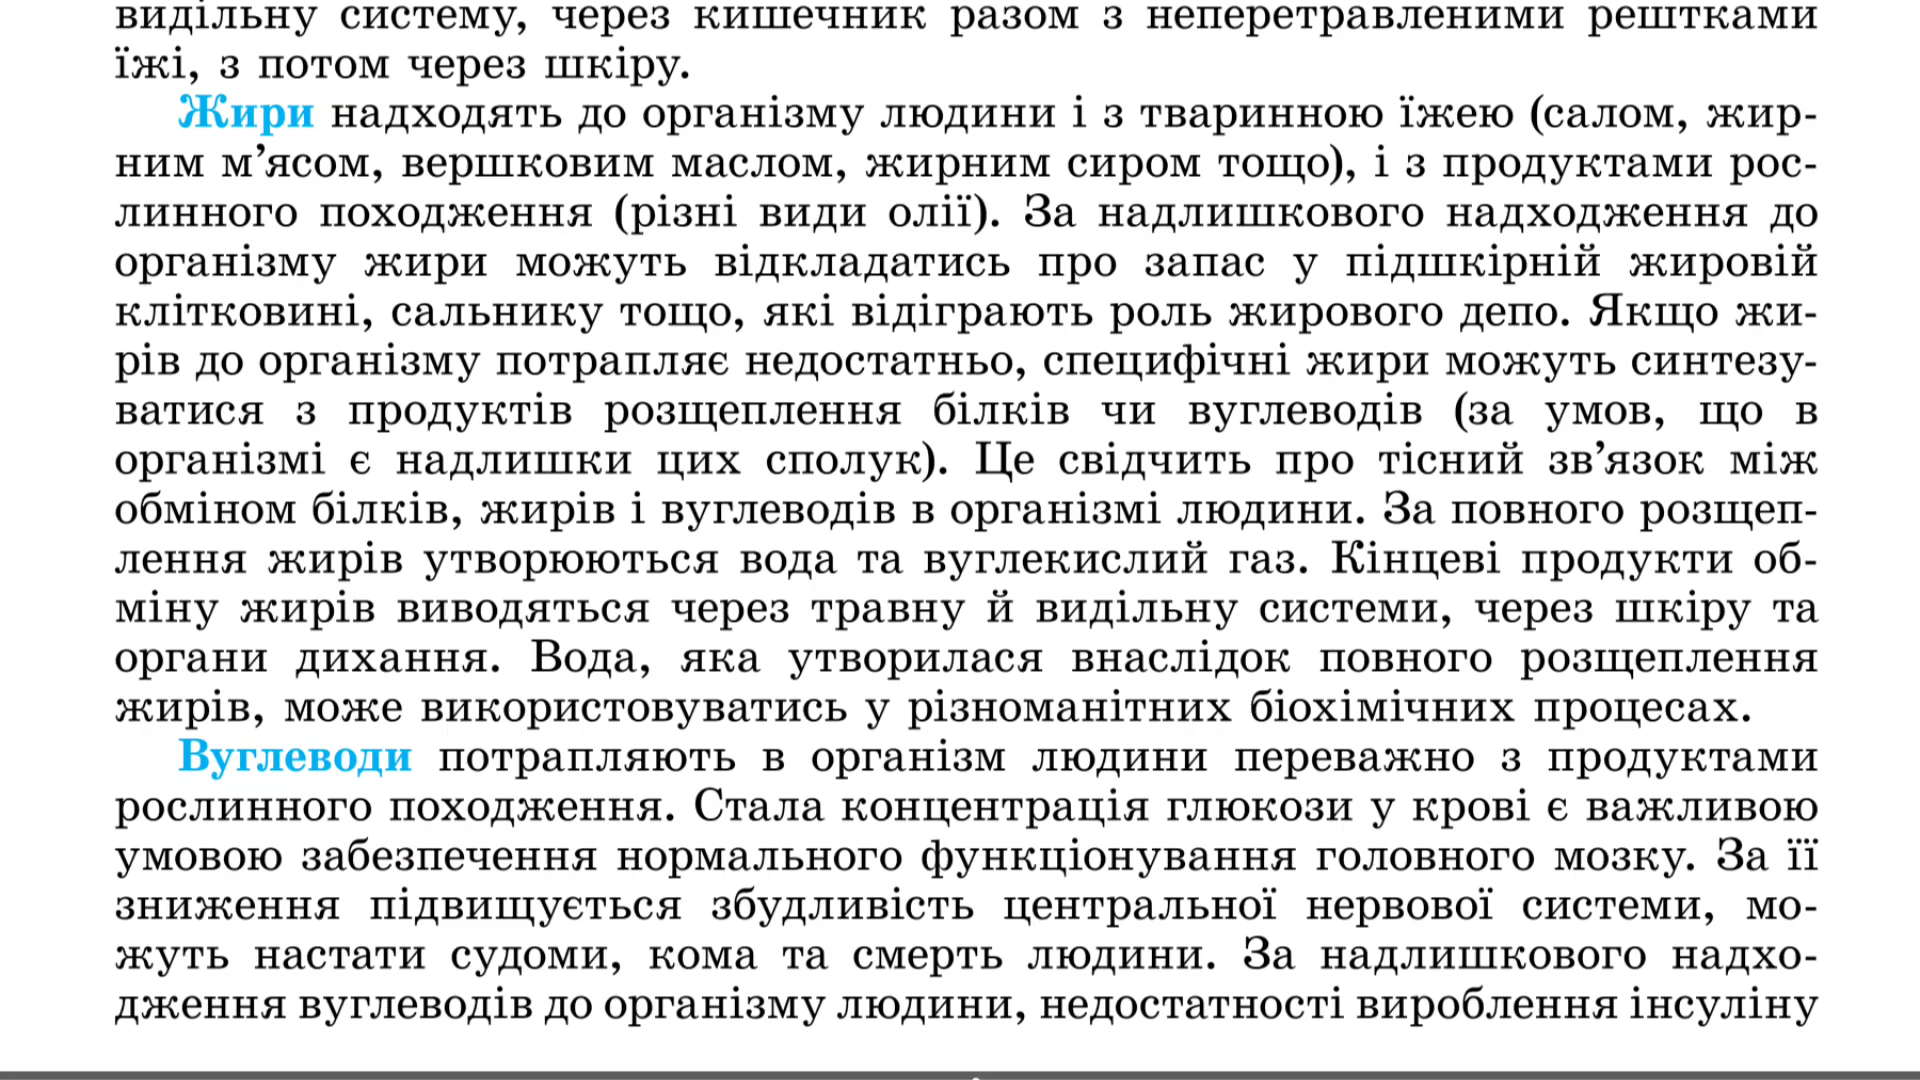 видільну систему, через кишечник разом з неперетравленими рештками
їжі, з потом через шкіру.
Жири надходять до організму людини і з тваринною їжею (салом, жир-
ним м’ясом, вершковим маслом, жирним сиром тощо), і з продуктами рос-
линного походження (різні види олії). За надлишкового надходження до
організму жири можуть відкладатись про запас у підшкірній жировій
клітковині, сальнику тощо, які відіграють роль жирового депо. Якщо жи-
рів до організму потрапляє недостатньо, специфічні жири можуть синтезу-
ватися з продуктів розщеплення білків чи вуглеводів (за умов, що в
організмі є надлишки цих сполук). Це свідчить про тісний зв’язок між
обміном білків, жирів і вуглеводів в організмі людини. За повного розщеп-
лення жирів утворюються вода та вуглекислий газ. Кінцеві продукти об-
міну жирів виводяться через травну й видільну системи, через шкіру та
органи дихання. Вода, яка утворилася внаслідок повного розщеплення
жирів, може використовуватись у різноманітних біохімічних процесах.
Вуглеводи потрапляють в організм людини переважно з продуктами
рослинного походження. Стала концентрація глюкози у крові є важливою
умовою забезпечення нормального функціонування головного мозку. За її
зниження підвищується збудливість центральної нервової системи, мо-
жуть настати судоми, кома та смерть людини. За надлишкового надхо-
дження вуглеводів до організму людини, недостатності вироблення інсуліну